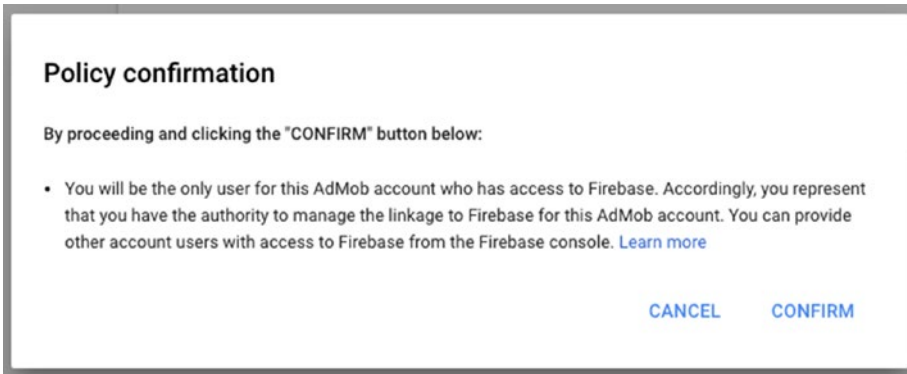 Policy confirmation
By proceeding and clicking the "CONFIRM" button below:
• You will be the only user for this AdMob account who has access to Firebase. Accordingly, you represent
that you have the authority to manage the linkage to Firebase for this AdMob account. You can provide
other account users with access to Firebase from the Firebase console. Learn more
CANCEL CONFIRM